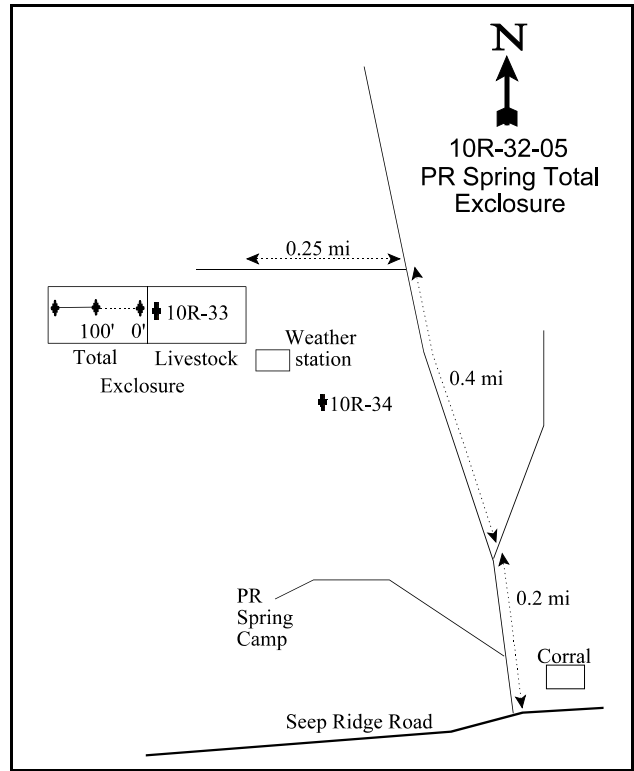 N
10R-32-05
PR Spring Total
Exclosure
0.25 mi
10R-33
100' 0'
Total Livestock
Exclosure
Weather
station
10R-34
0.4 mi
0.2 mi
PR
Spring
Camp
Corral
Seep Ridge Road